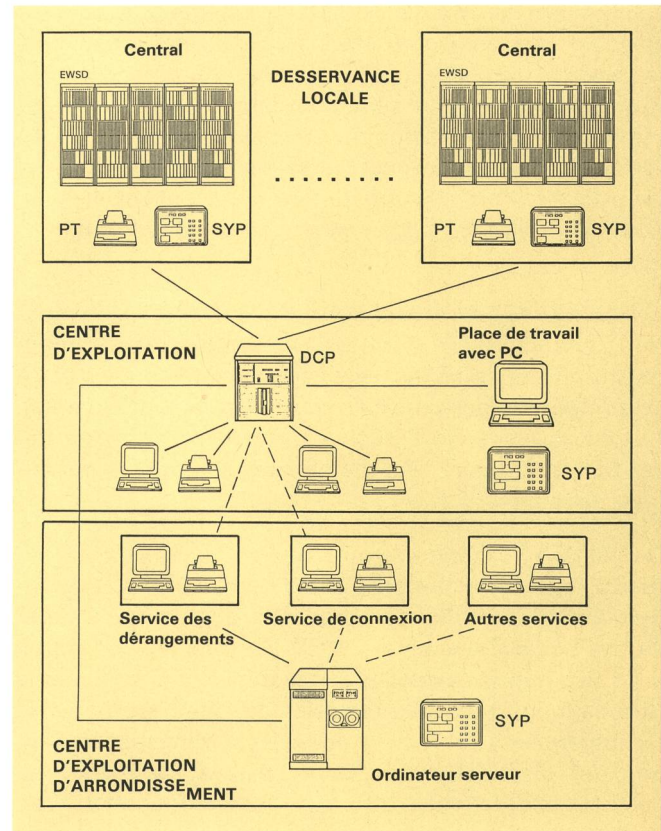 Central
EWSD
PT
SYP
DESSERVANCE
LOCALE
.........
Central
EWSD
PT
SYP
CENTRE
D'EXPLOITATION
DCP
Place de travail
avec PC
SYP
Service des
dérangements
Service de connexion
Autres services
SYP
Ordinateur serveur
CENTRE
D'EXPLOITATION
D'ARRONDISSEMENT